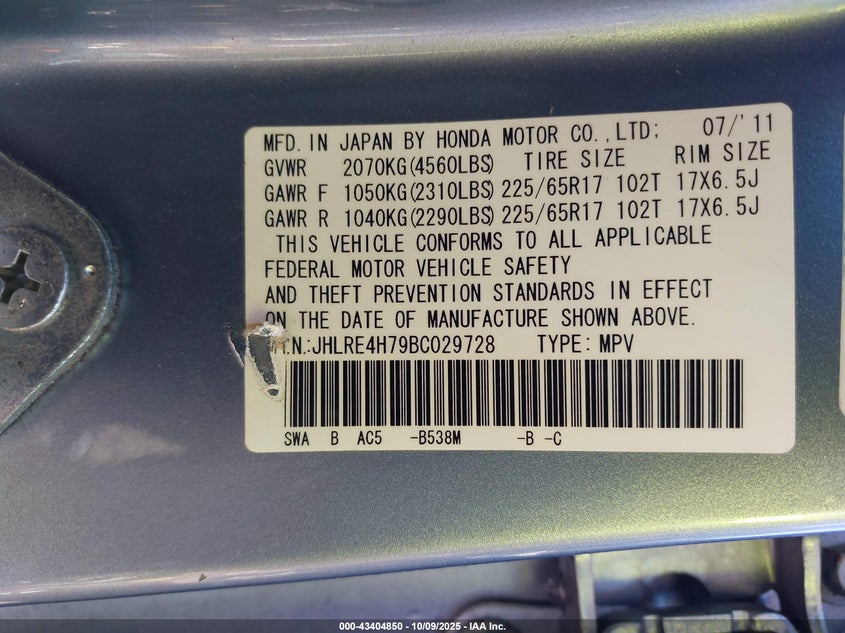 MFD. IN JAPAN BY HONDA MOTOR CO.,LTD; 07/'11
GVWR 2070KG(4560LBS) TIRE SIZE RIM SIZE
GAWR F 1050KG(2310LBS) 225/65R17 102T 17X6.5J
GAWR R 1040KG(2290LBS) 225/65R17 102T 17X6.5J
THIS VEHICLE CONFORMS TO ALL APPLICABLE
FEDERAL MOTOR VEHICLE SAFETY
AND THEFT PREVENTION STANDARDS IN EFFECT
ON THE DATE OF MANUFACTURE SHOWN ABOVE.
.N.:JHLRE4H79BC029728 TYPE: MPV
SWA B AC5 -B538M -B -C
000-43404850 - 10/09/2025 - IAA Inc.